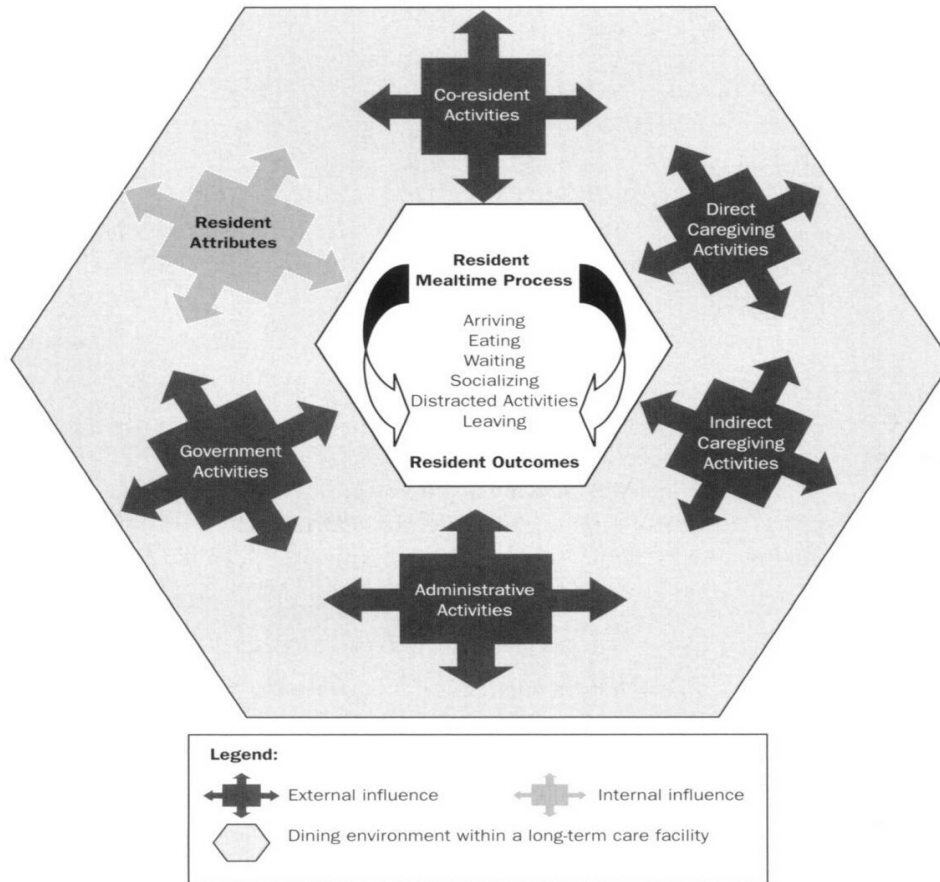 Co-resident
Activities
Resident
Attributes
Direct
Caregiving
Activities
Resident
Mealtime Process
Arriving
Eating
Waiting
Socializing
Distracted Activities
Leaving
Resident Outcomes
Government
Activities
Indirect
Caregiving
Activities
Administrative
Activities
Legend:
External influence
Internal influence
Dining environment within a long-term care facility